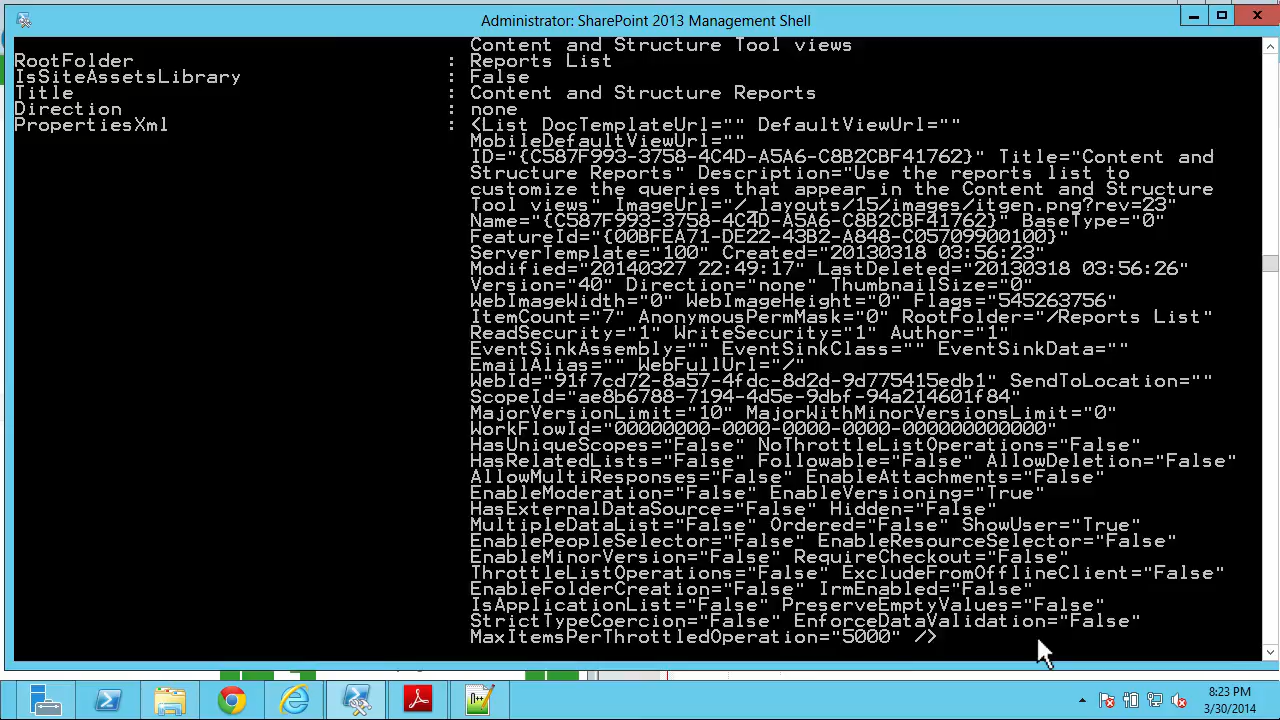 Administrator: SharePoint 2013 Management Shell
Content and Structure Tool views
RootFolder : Reports List
IsSiteAssetsLibrary : False
Title : Content and Structure Reports
Direction : none
PropertiesXml : <List DocTemplateUrl="" DefaultViewUrl=""
MobileDefaultViewUrl=""
ID="{C587F993-3758-4C4D-A5A6-C8B2CBF41762}" Title="Content and
Structure Reports" Description="Use the reports list to
customize the queries that appear in the Content and Structure
Tool views" ImageUrl="/_layouts/15/images/itgen.png?rev=23"
Name="{C587F993-3758-4C4D-A5A6-C8B2CBF41762}" BaseType="0"
FeatureId="{00BFEA71-DE22-43B2-A848-C05709900100}"
ServerTemplate="100" Created="20130318 03:56:23"
Modified="20140327 22:49:17" LastDeleted="20130318 03:56:26"
Version="40" Direction="none" ThumbnailSize="0"
WebImageWidth="0" WebImageHeight="0" Flags="545263756"
ItemCount="7" AnonymousPermMask="0" RootFolder="/Reports List"
ReadSecurity="1" WriteSecurity="1" Author="1"
EventSinkAssembly="" EventSinkClass="" EventSinkData=""
EmailAlias="" WebFullUrl="/"
WebId="91f7cd72-8a57-4fdc-8d2d-9d775415edb1" SendToLocation=""
ScopeId="ae8b6788-7194-4d5e-9dbf-94a214601f84"
MajorVersionLimit="10" MajorWithMinorVersionsLimit="0"
WorkFlowId="00000000-0000-0000-0000-000000000000"
HasUniqueScopes="False" NoThrottleListOperations="False"
HasRelatedLists="False" Followable="False" AllowDeletion="False"
AllowMultiResponses="False" EnableAttachments="False"
EnableModeration="False" EnableVersioning="True"
HasExternalDataSource="False" Hidden="False"
MultipleDataList="False" Ordered="False" ShowUser="True"
EnablePeopleSelector="False" EnableResourceSelector="False"
EnableMinorVersion="False" RequireCheckout="False"
ThrottleListOperations="False" ExcludeFromOfflineClient="False"
EnableFolderCreation="False" IrmEnabled="False"
IsApplicationList="False" PreserveEmptyValues="False"
StrictTypeCoercion="False" EnforceDataValidation="False"
MaxItemsPerThrottledOperation="5000" />
8:23 PM
3/30/2014